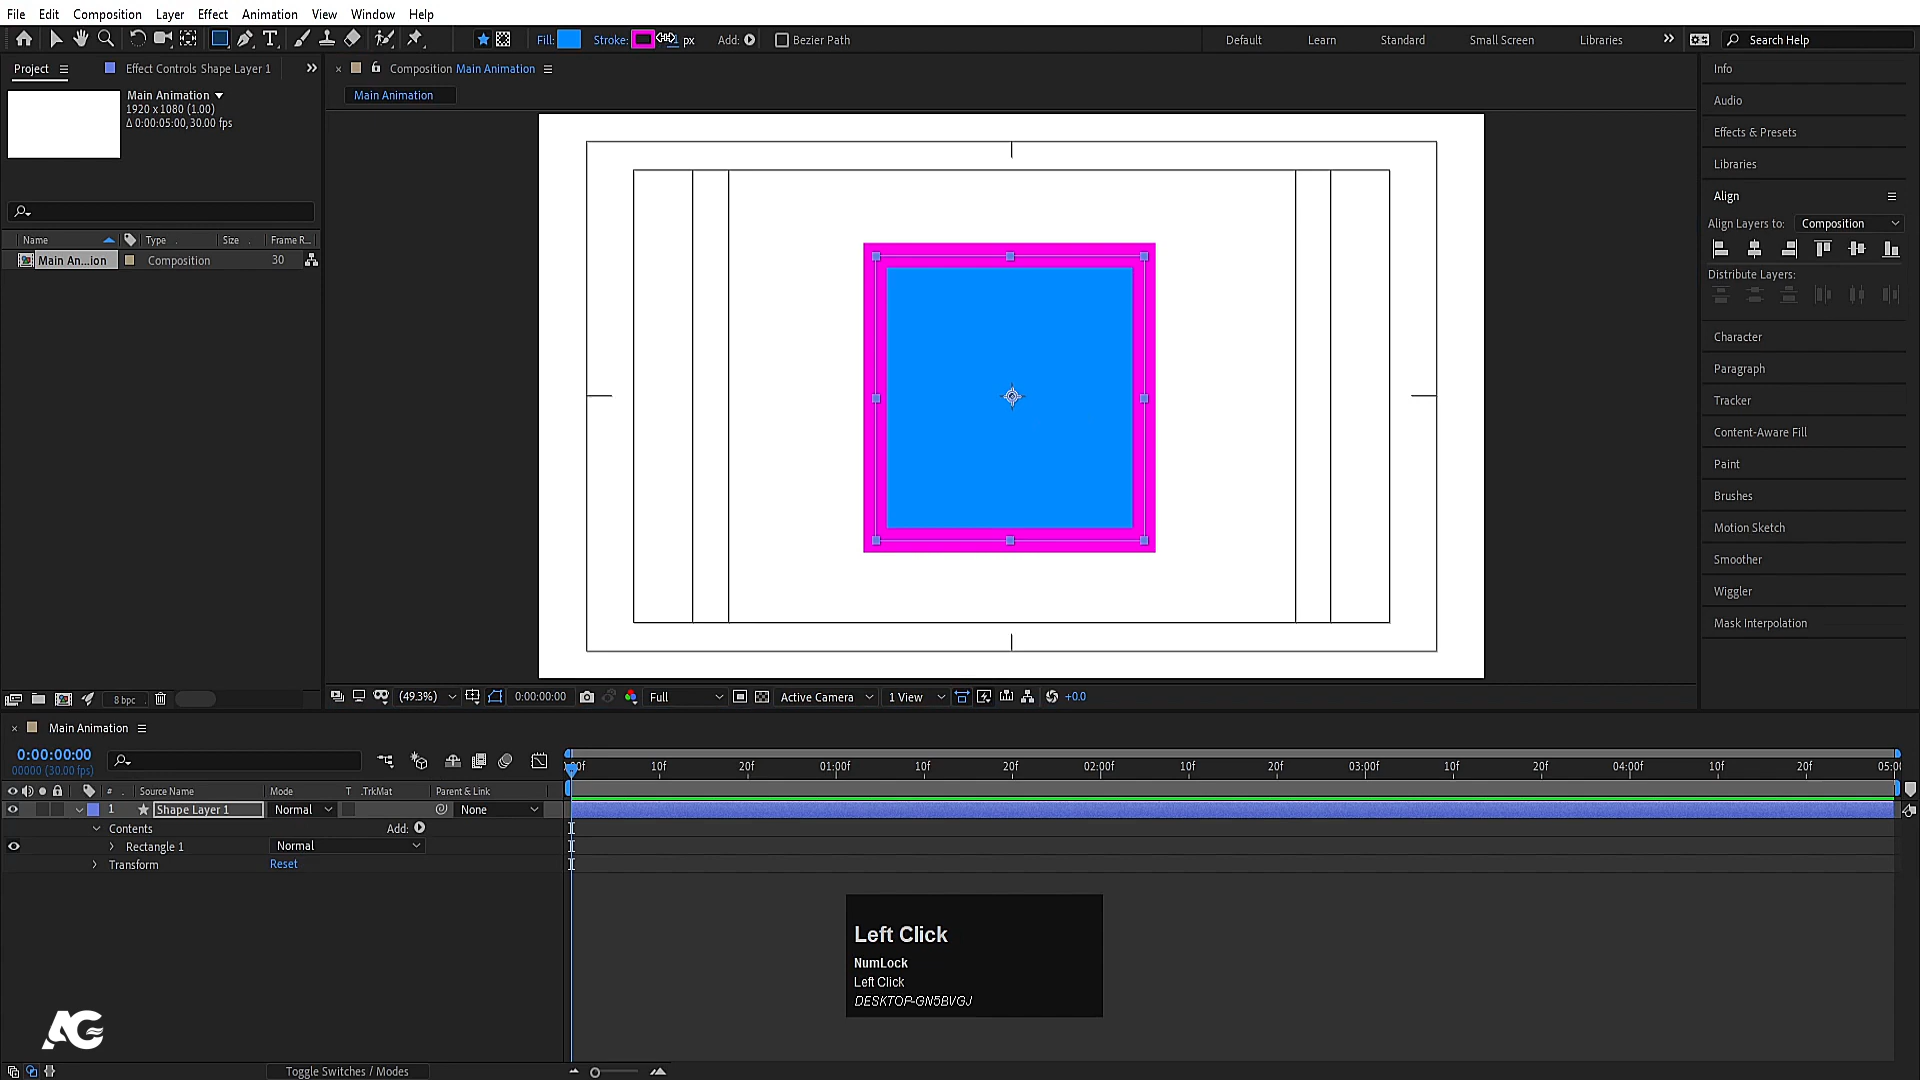 File Edit Composition Layer Effect Animation View Window Help
Fill: Stroke: px Add: Bezier Path Default Learn Standard Small Screen Libraries Search Help
Project Effect Controls Shape Layer 1
Composition Main Animation
Main Animation
Main Animation
1920 x 1080 (1.00)
Δ 0:00:05:00, 30.00 fps
Name Type Size Frame R...
Main An...ion Composition 30
8 bpc
(49.3%) 0:00:00:00 Full Active Camera 1 View +0.0
Info
Audio
Effects & Presets
Libraries
Align
Align Layers to: Composition
Distribute Layers:
Character
Paragraph
Tracker
Content-Aware Fill
Paint
Brushes
Motion Sketch
Smoother
Wiggler
Mask Interpolation
Main Animation
0:00:00:00
00000 (30.00 fps)
10f 20f 01:00f 10f 20f 02:00f 10f 20f 03:00f 10f 20f 04:00f 10f 20f
# Source Name Mode T .TrkMat Parent & Link
1 Shape Layer 1 Normal None
Contents Add:
Rectangle 1 Normal
Transform Reset
Left Click
NumLock
Left Click
DESKTOP-GN5BVGJ
AG
Toggle Switches / Modes